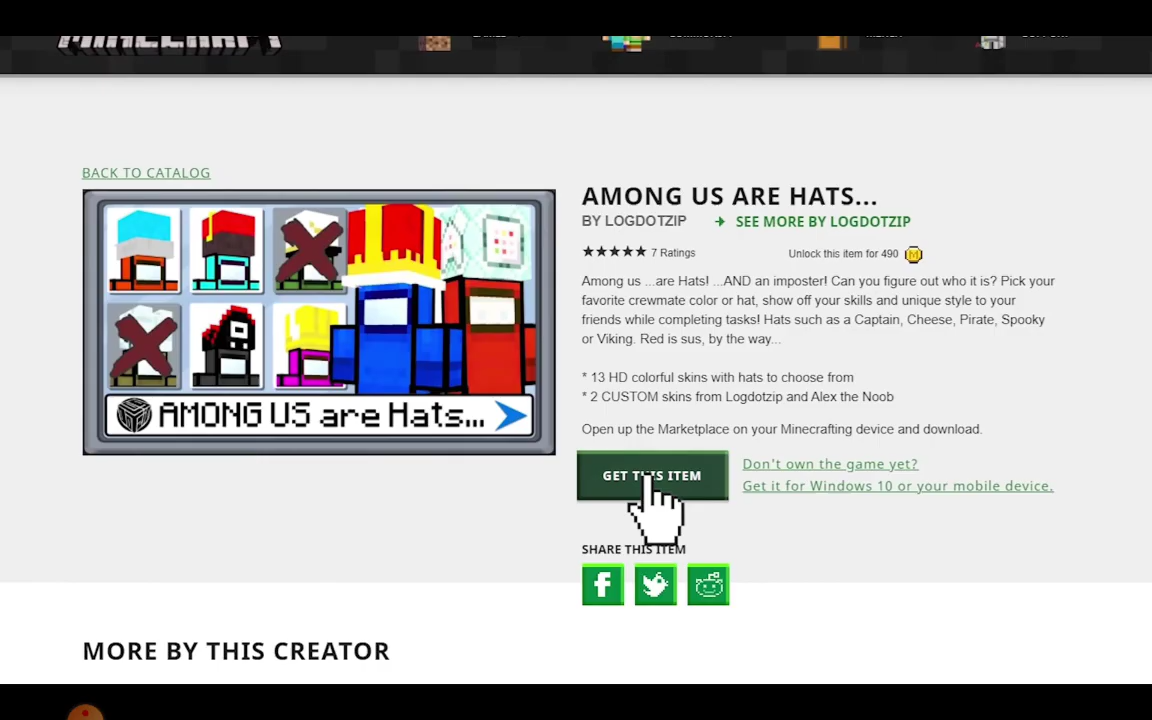 MINECRAFT
BACK TO CATALOG
AMONG US are Hats...
AMONG US ARE HATS...
BY LOGDOTZIP
SEE MORE BY LOGDOTZIP
7 Ratings
Unlock this item for 490
Among us ...are Hats! ...AND an imposter! Can you figure out who it is? Pick your
favorite crewmate color or hat, show off your skills and unique style to your
friends while completing tasks! Hats such as a Captain, Cheese, Pirate, Spooky
or Viking. Red is sus, by the way...
* 13 HD colorful skins with hats to choose from
* 2 CUSTOM skins from Logdotzip and Alex the Noob
Open up the Marketplace on your Minecrafting device and download.
GET THIS ITEM
Don't own the game yet?
Get it for Windows 10 or your mobile device.
SHARE THIS ITEM
MORE BY THIS CREATOR